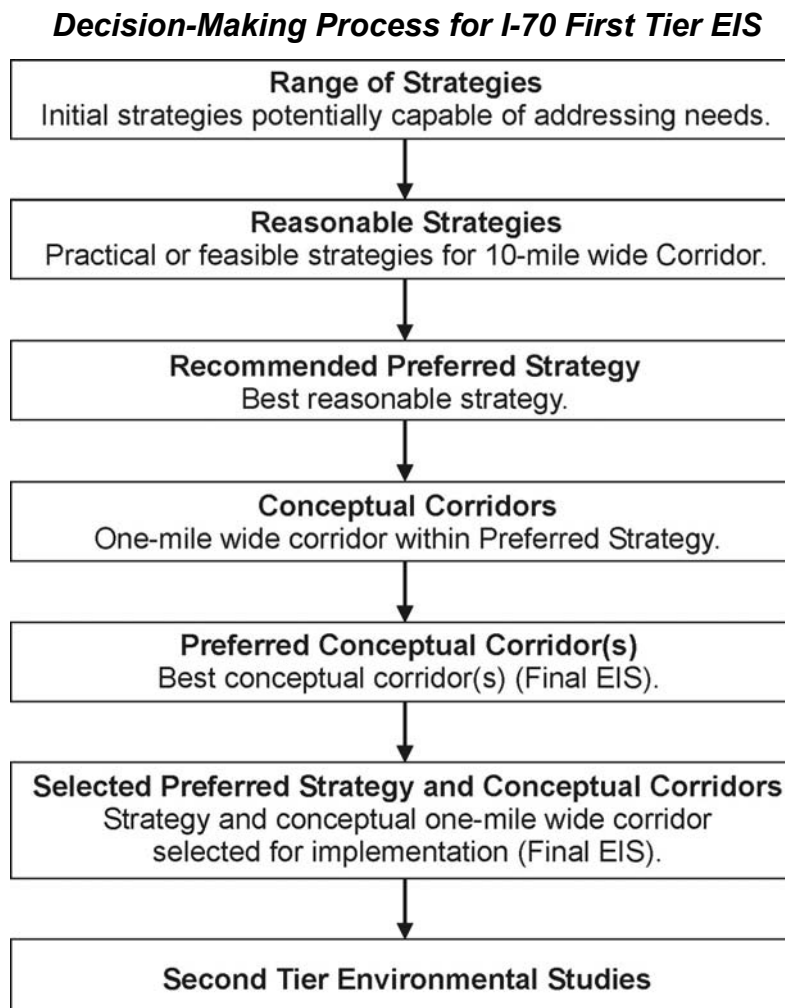 Decision-Making Process for I-70 First Tier EIS
Range of Strategies
Initial strategies potentially capable of addressing needs.
Reasonable Strategies
Practical or feasible strategies for 10-mile wide Corridor.
Recommended Preferred Strategy
Best reasonable strategy.
Conceptual Corridors
One-mile wide corridor within Preferred Strategy.
Preferred Conceptual Corridor(s)
Best conceptual corridor(s) (Final EIS).
Selected Preferred Strategy and Conceptual Corridors
Strategy and conceptual one-mile wide corridor
selected for implementation (Final EIS).
Second Tier Environmental Studies